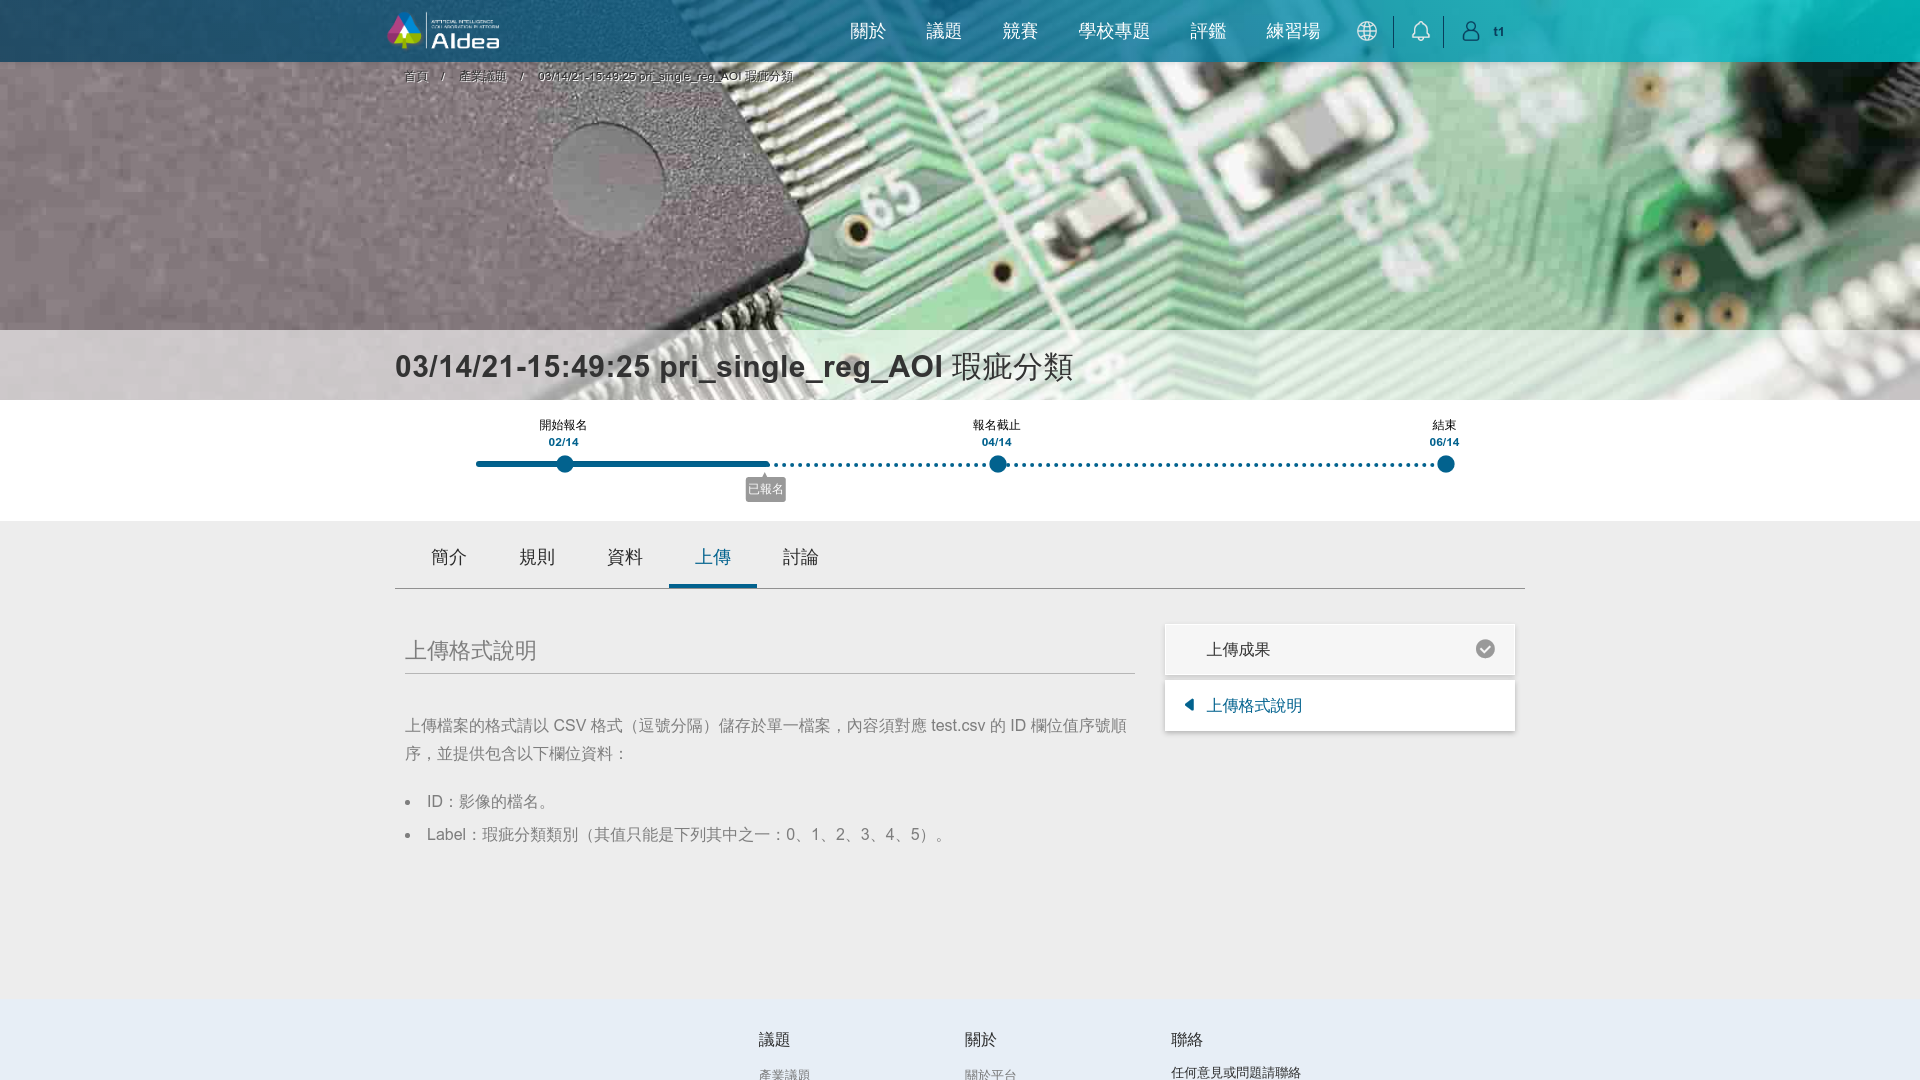 ARTIFICIAL INTELLIGENCE
COLLABORATION PLATFORM
AIdea
關於 議題 競賽 學校專題 評鑑 練習場 t1
首頁 / 產業議題 / 03/14/21-15:49:25 pri_single_reg_AOI 瑕疵分類
65
03/14/21-15:49:25 pri_single_reg_AOI 瑕疵分類
開始報名 報名截止 結束
02/14 04/14 06/14
已報名
簡介 規則 資料 上傳 討論
上傳格式說明
上傳成果
上傳格式說明
上傳檔案的格式請以 CSV 格式（逗號分隔）儲存於單一檔案，內容須對應 test.csv 的 ID 欄位值序號順
序，並提供包含以下欄位資料：
• ID：影像的檔名。
• Label：瑕疵分類類別（其值只能是下列其中之一：0、1、2、3、4、5）。
議題 關於 聯絡
產業議題 關於平台 任何意見或問題請聯絡